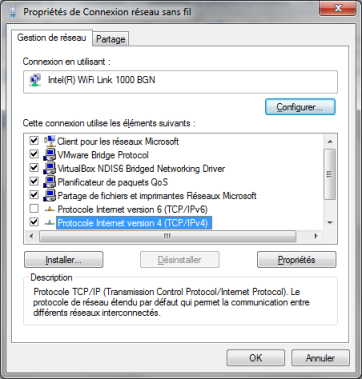 Propriétés de Connexion réseau sans fil
Gestion de réseau Partage
Connexion en utilisant :
Intel(R) WiFi Link 1000 BGN
Configurer...
Cette connexion utilise les éléments suivants :
Client pour les réseaux Microsoft
VMware Bridge Protocol
VirtualBox NDIS6 Bridged Networking Driver
Planificateur de paquets QoS
Partage de fichiers et imprimantes Réseaux Microsoft
Protocole Internet version 6 (TCP/IPv6)
Protocole Internet version 4 (TCP/IPv4)
Installer... Désinstaller Propriétés
Description
Protocole TCP/IP (Transmission Control Protocol/Internet Protocol). Le
protocole de réseau étendu par défaut qui permet la communication entre
différents réseaux interconnectés.
OK Annuler